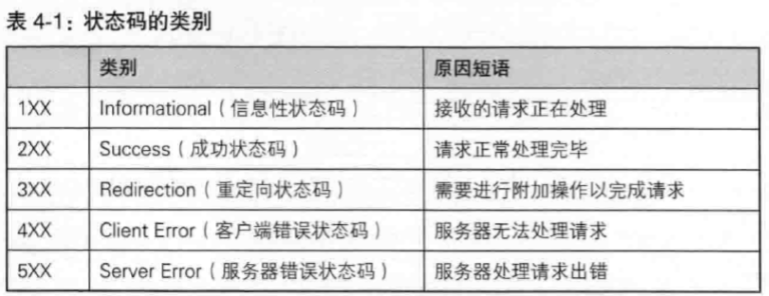 表 4-1：状态码的类别
类别 原因短语
1XX Informational（信息性状态码） 接收的请求正在处理
2XX Success（成功状态码） 请求正常处理完毕
3XX Redirection（重定向状态码） 需要进行附加操作以完成请求
4XX Client Error（客户端错误状态码） 服务器无法处理请求
5XX Server Error（服务器错误状态码） 服务器处理请求出错